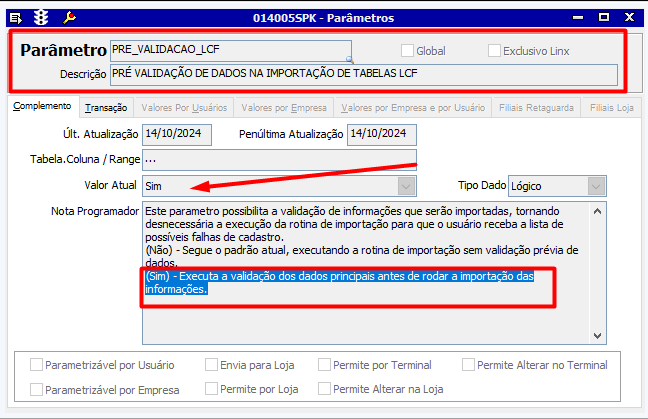 014005SPK - Parâmetros
Parâmetro PRE_VALIDACAO_LCF Global Exclusivo Linx
Descrição PRÉ VALIDAÇÃO DE DADOS NA IMPORTAÇÃO DE TABELAS LCF
Complemento Transação Valores Por Usuários Valores por Empresa Valores por Empresa e por Usuário Filiais Retaguarda Filiais Loja
Últ. Atualização 14/10/2024 Penúltima Atualização 14/10/2024
Tabela.Coluna / Range ...
Valor Atual Sim Tipo Dado Lógico
Nota Programador Este parametro possibilita a validação de informações que serão importadas, tornando
desnecessária a execução da rotina de importação para que o usuário receba a lista de
possíveis falhas de cadastro.
(Não) - Segue o padrão atual, executando a rotina de importação sem validação prévia de
dados.
(Sim) - Executa a validação dos dados principais antes de rodar a importação das
informações.
Parametrizável por Usuário Envia para Loja Permite por Terminal Permite Alterar no Terminal
Parametrizável por Empresa Permite por Loja Permite Alterar na Loja